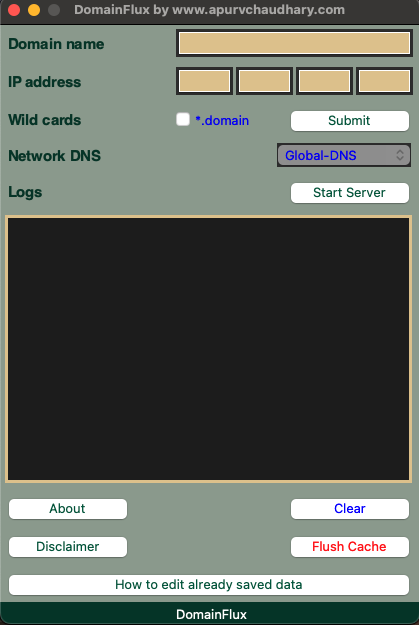 DomainFlux by www.apurvchaudhary.com
Domain name
IP address
Wild cards *.domain Submit
Network DNS Global-DNS
Logs Start Server
About Clear
Disclaimer Flush Cache
How to edit already saved data
DomainFlux